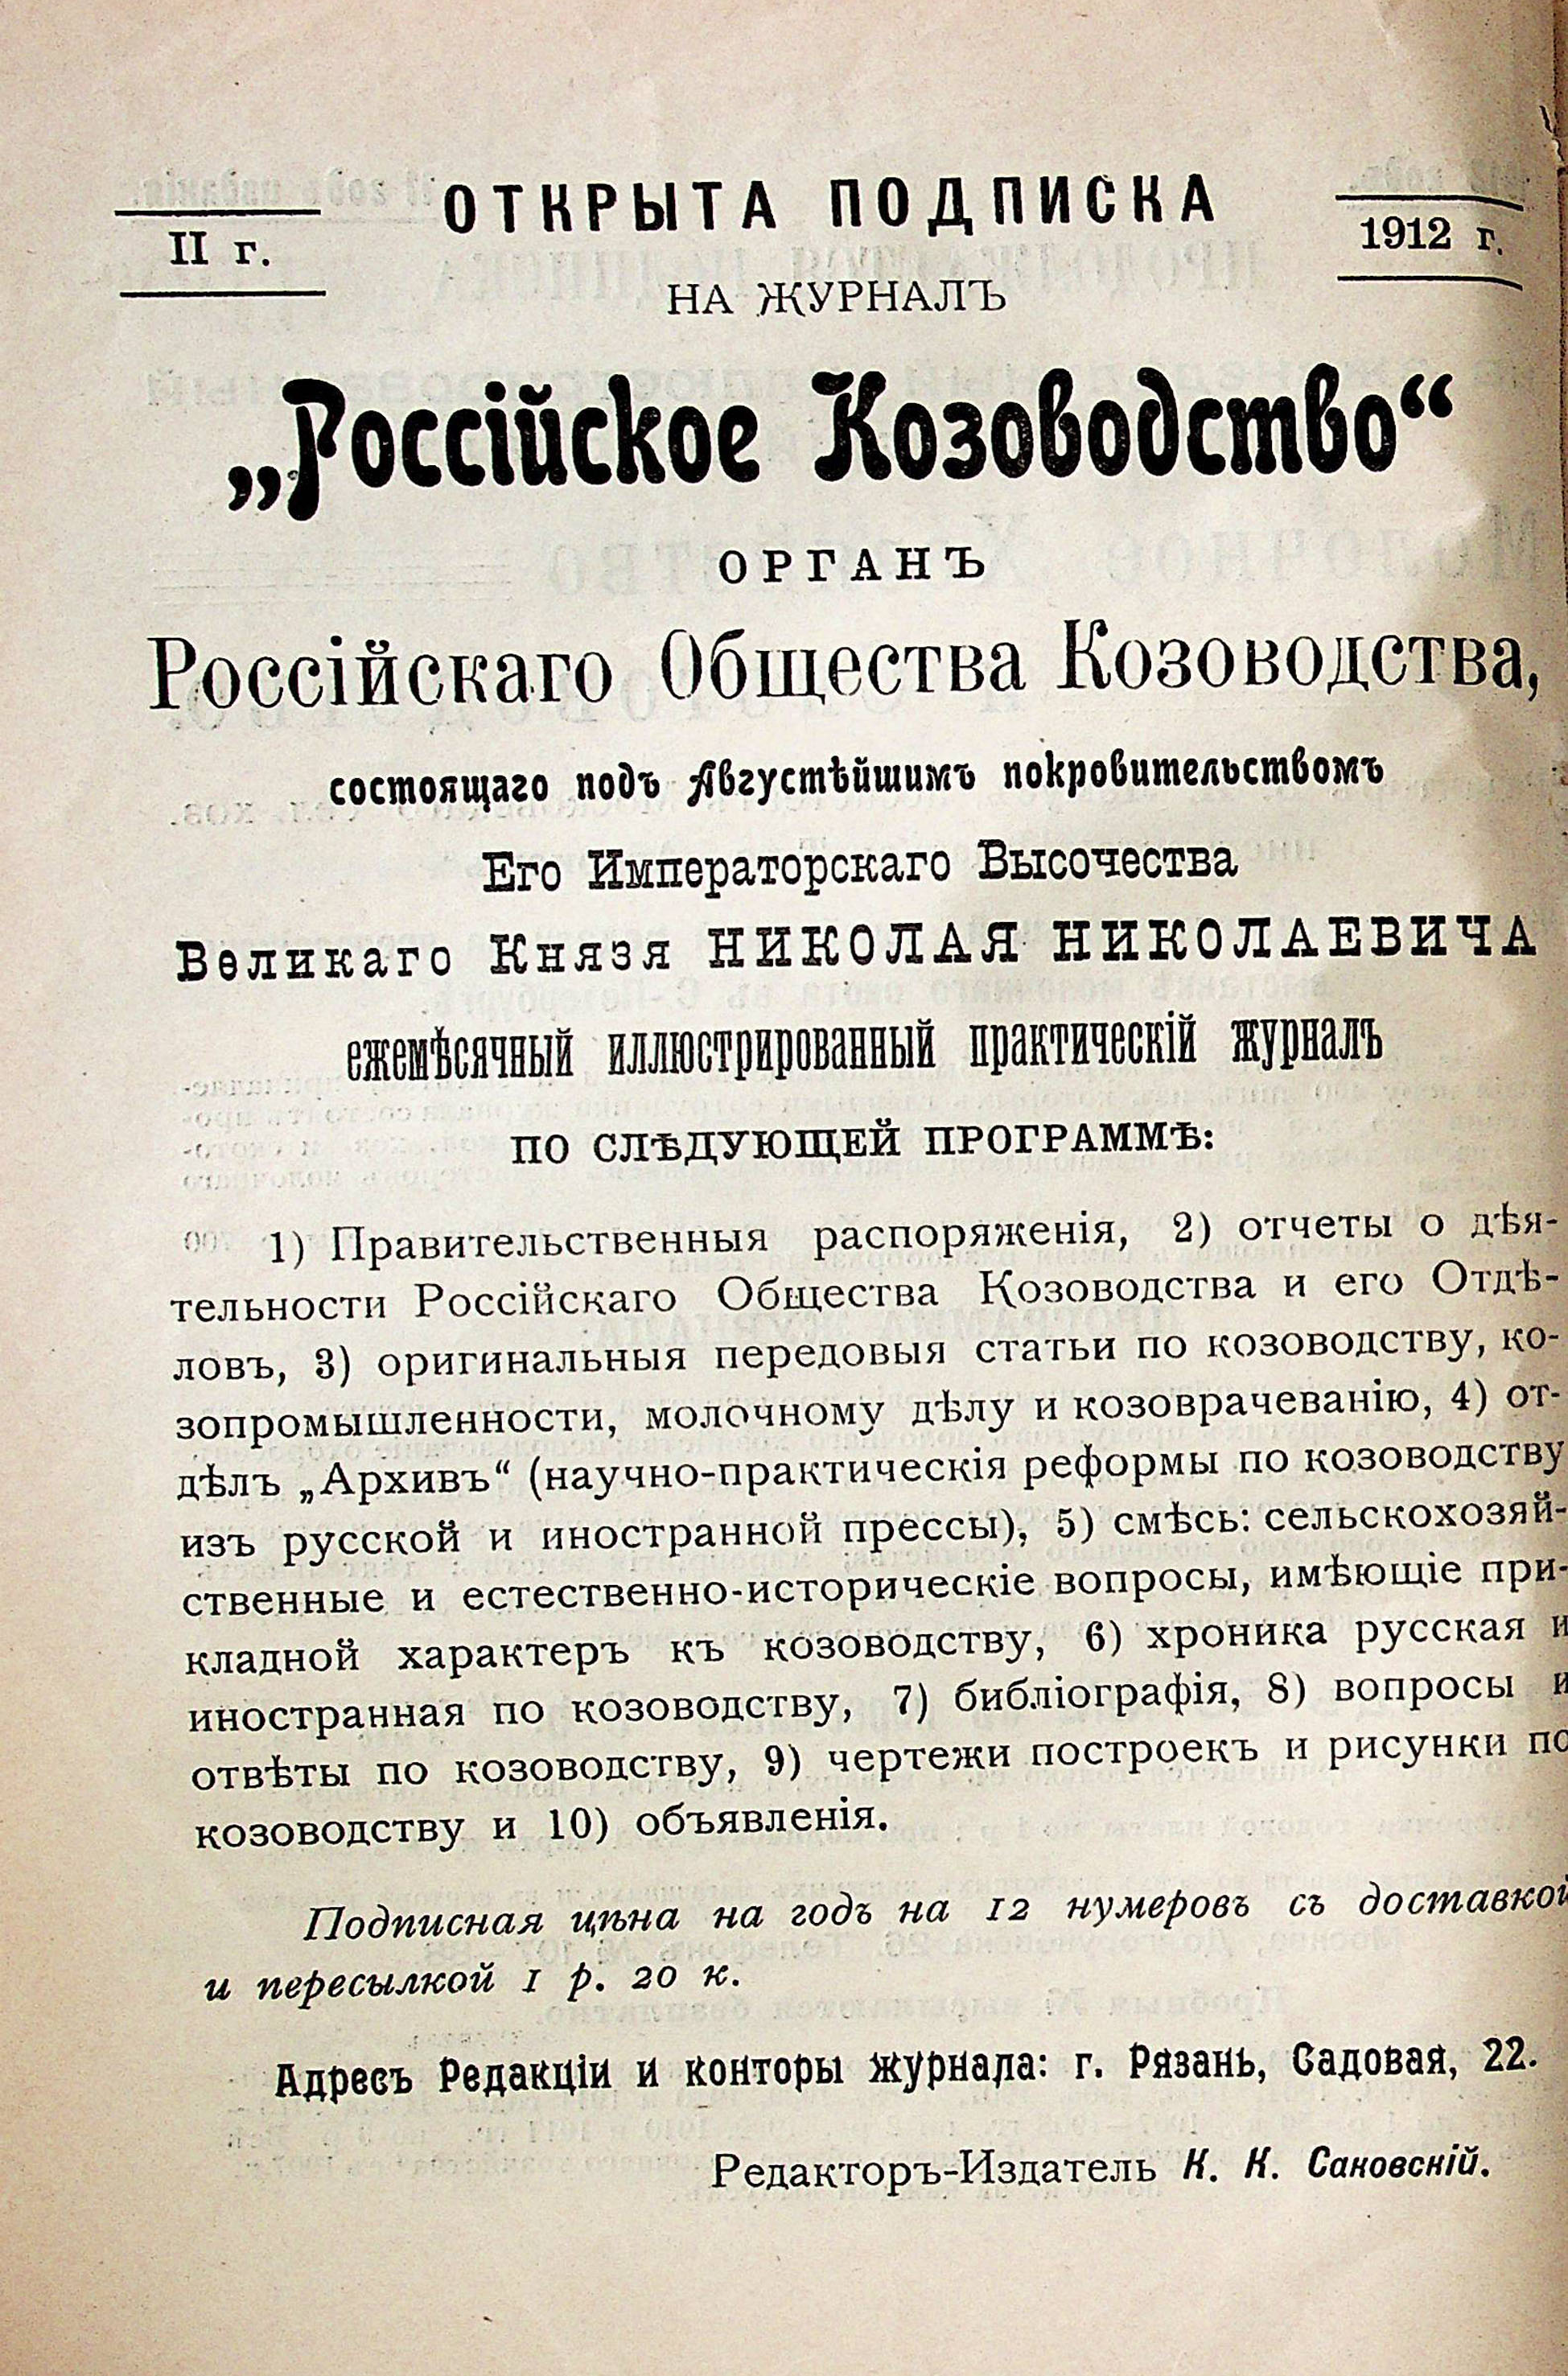 II г.
ОТКРЫТА ПОДПИСКА
1912 г.
НА ЖУРНАЛЪ
„Россійское Козоводство“
ОРГАНЪ
Россійскаго Общества Козоводства,
состоящаго подъ Августѣйшимъ покровительствомъ
Его Императорскаго Высочества
Великаго Князя НИКОЛАЯ НИКОЛАЕВИЧА
ежемѣсячный иллюстрированный практическій журналъ
ПО СЛѢДУЮЩЕЙ ПРОГРАММѢ:
1) Правительственныя распоряженія, 2) отчеты о дѣя-
тельности Россійскаго Общества Козоводства и его Отдѣ-
ловъ, 3) оригинальныя передовыя статьи по козоводству, ко-
зопромышленности, молочному дѣлу и козоврачеванію, 4) от-
дѣлъ „Архивъ“ (научно-практическія реформы по козоводству
изъ русской и иностранной прессы), 5) смѣсь: сельскохозяй-
ственные и естественно-историческіе вопросы, имѣющіе при-
кладной характеръ къ козоводству, 6) хроника русская и
иностранная по козоводству, 7) библіографія, 8) вопросы и
отвѣты по козоводству, 9) чертежи построекъ и рисунки по
козоводству и 10) объявленія.
Подписная цѣна на годъ на 12 нумеровъ съ доставкой
и пересылкой 1 р. 20 к.
Адресъ Редакціи и конторы журнала: г. Рязань, Садовая, 22.
Редакторъ-Издатель К. К. Саковскій.